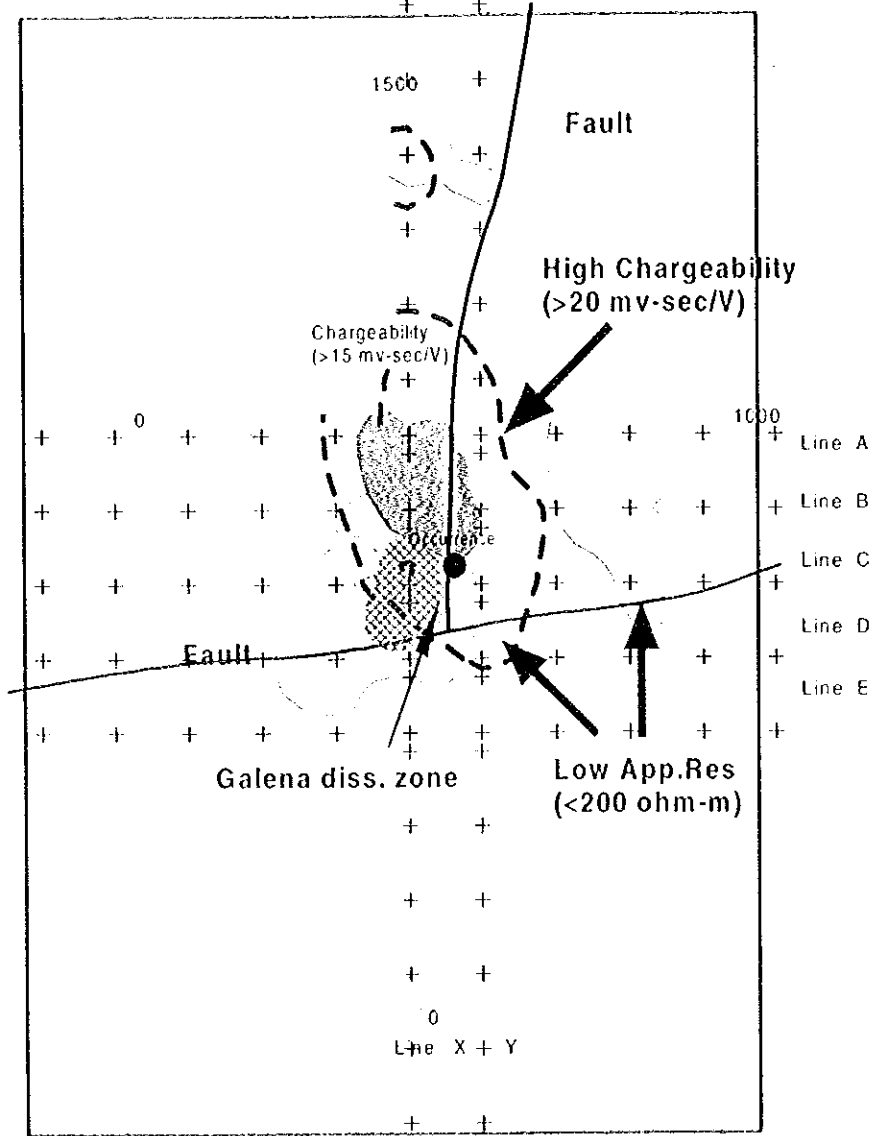 1500
Fault
High Chargeability
(>20 mv-sec/V)
Chargeability
(>15 mv-sec/V)
0
1000
Line A
Line B
Occurrence
Line C
Line D
Fault
Line E
Galena diss. zone
Low App.Res
(<200 ohm-m)
0
Line X Y